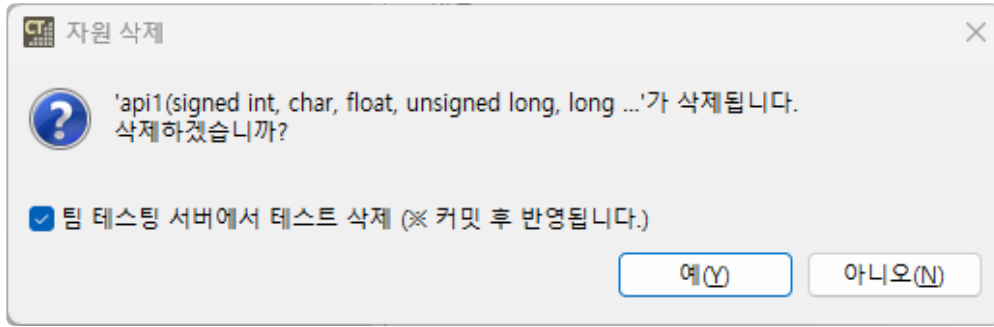 CT
자원 삭제
'api1(signed int, char, float, unsigned long, long ...'가 삭제됩니다.
삭제하겠습니까?
팀 테스팅 서버에서 테스트 삭제 (※ 커밋 후 반영됩니다.)
예(Y)
아니오(N)